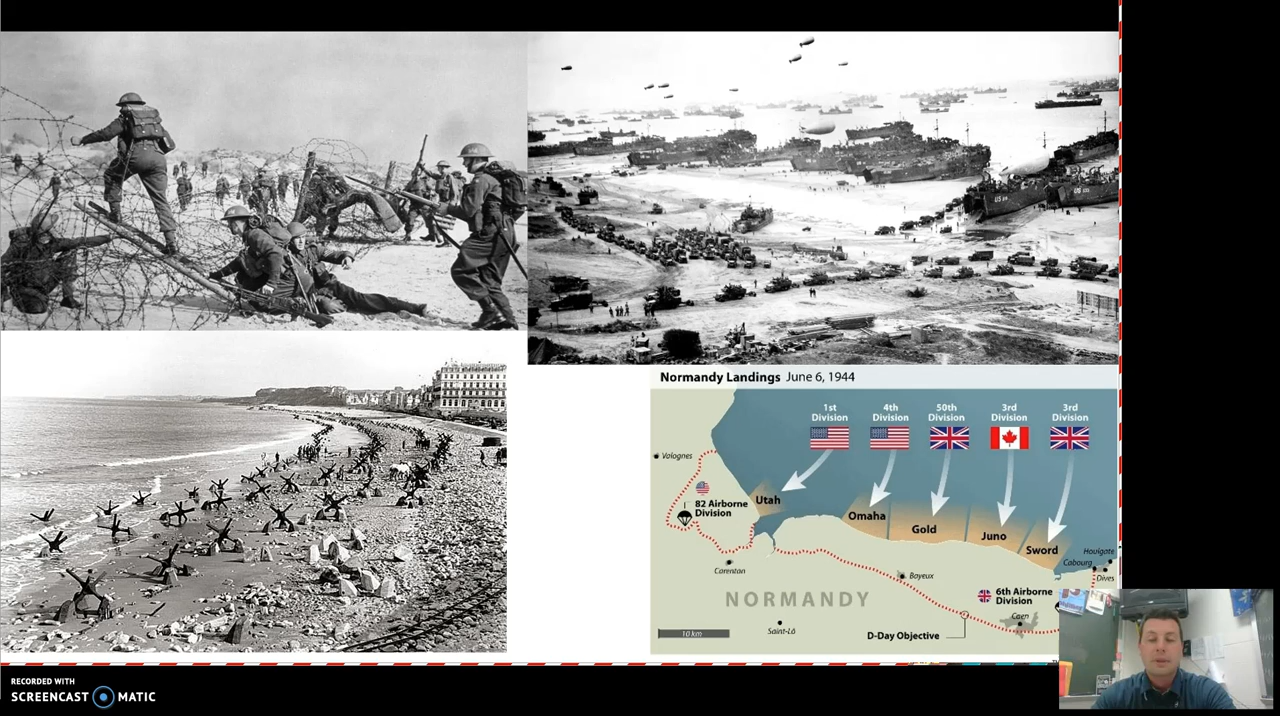 Normandy Landings June 6, 1944
1st
Division
4th
Division
50th
Division
3rd
Division
3rd
Division
Valognes
82 Airborne
Division
Utah
Omaha
Gold
Juno
Sword
Houlgate
Cabourg
Dives
Carentan
Bayeux
6th Airborne
Division
Caen
NORMANDY
Saint-Lô
D-Day Objective
10 km
RECORDED WITH
SCREENCAST MATIC